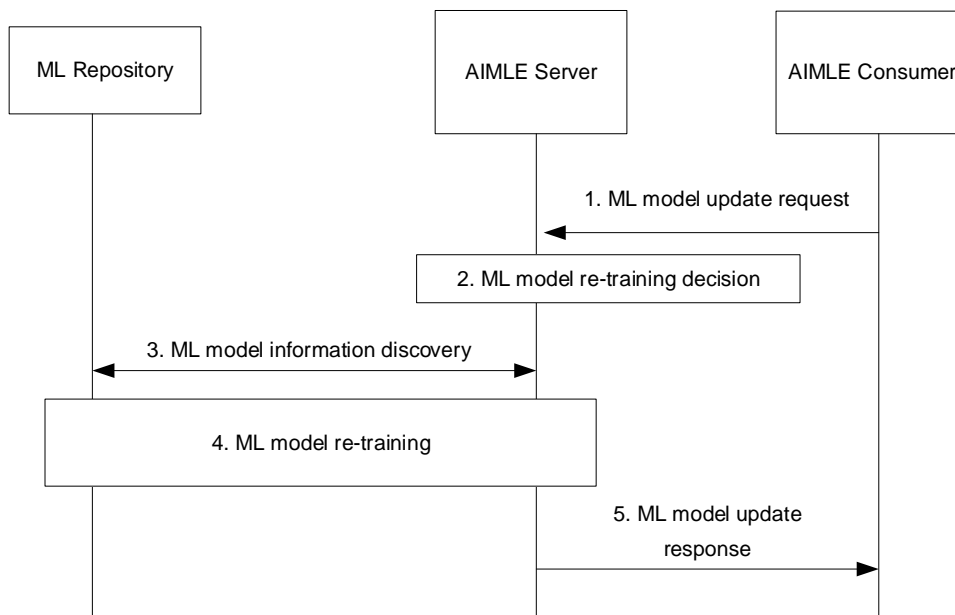 ML Repository
AIMLE Server
AIMLE Consumer
1. ML model update request
2. ML model re-training decision
3. ML model information discovery
4. ML model re-training
5. ML model update
response